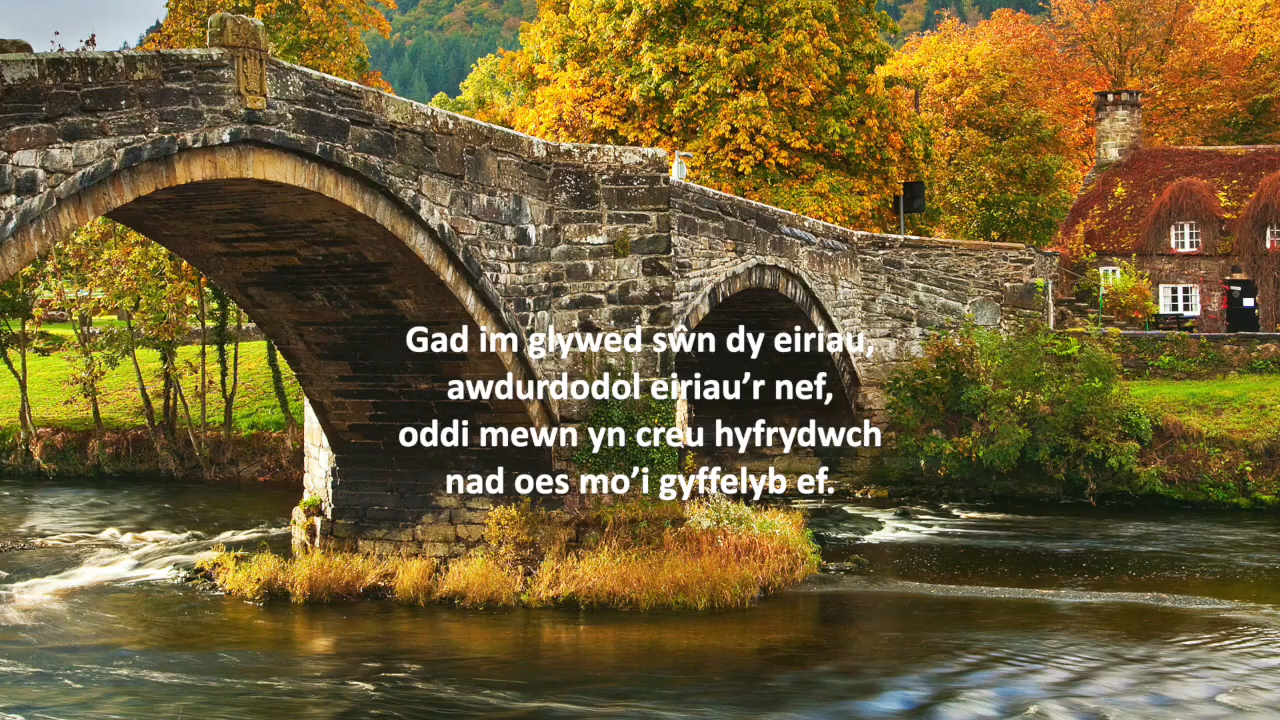 Gad im glywed sŵn dy eiriau,
awdurdodol eiriau’r nef,
oddi mewn yn creu hyfrydwch
nad oes mo’i gyffelyb ef.